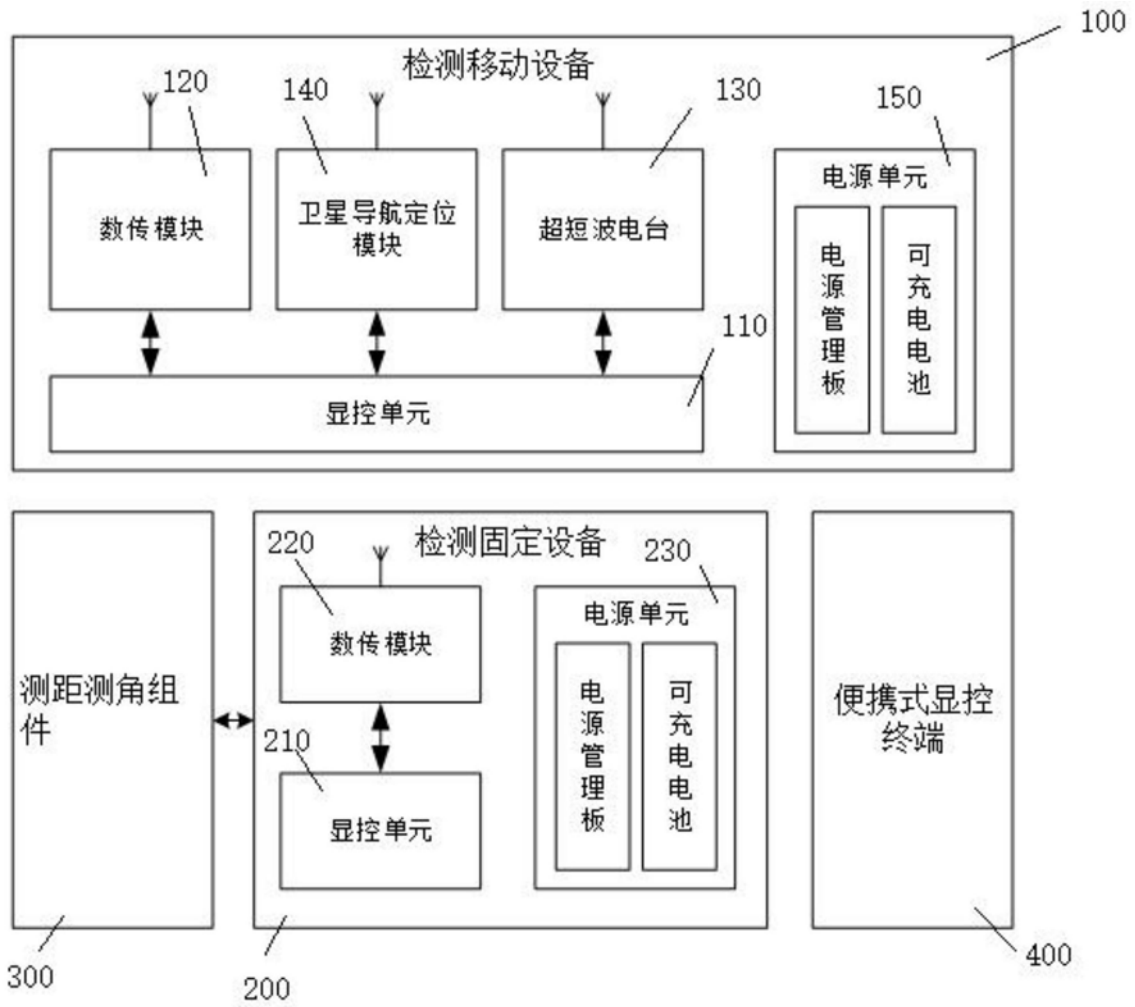 100
检测移动设备
120
140
130
150
数传模块
卫星导航定位
模块
超短波电台
电源单元
电源管理板
可充电电池
110
显控单元
检测固定设备
220
230
数传模块
电源单元
电源管理板
可充电电池
测距测角组
件
210
显控单元
便携式显控
终端
300
200
400